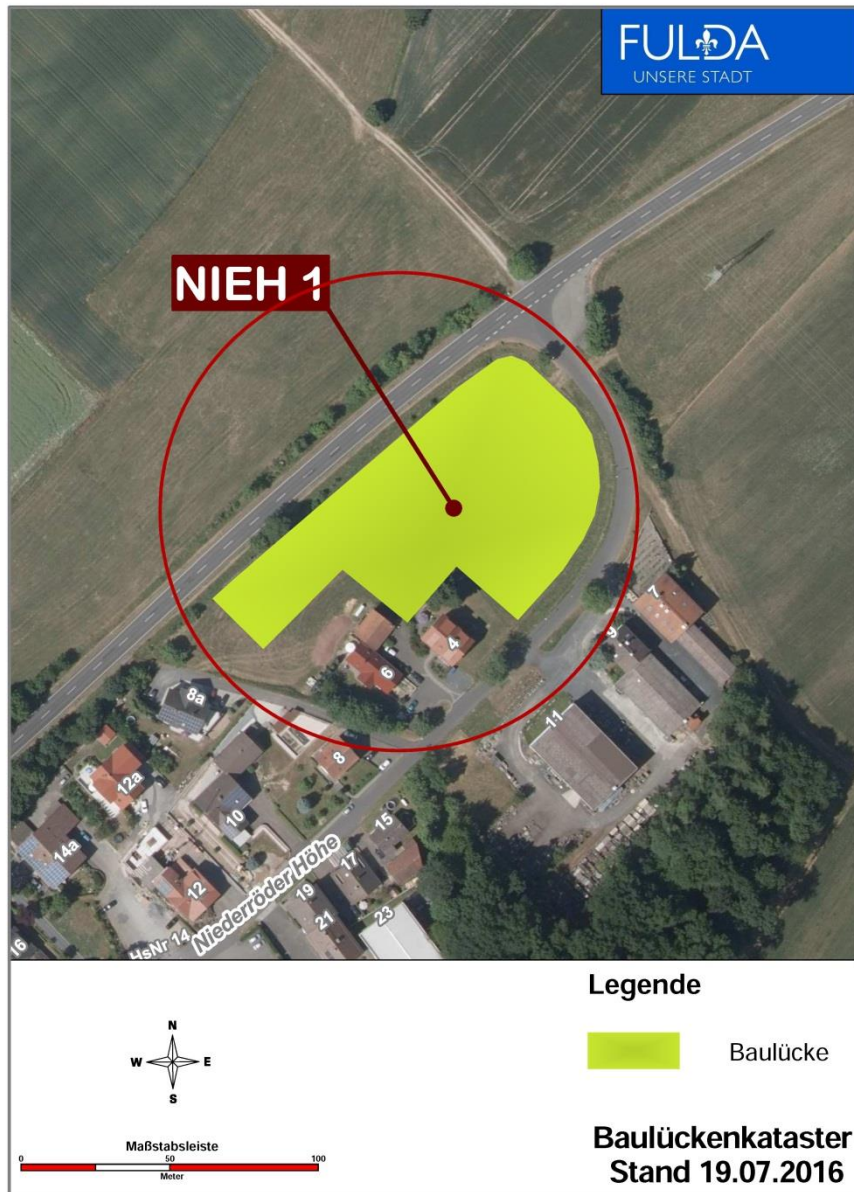 FULDA
UNSERE STADT
NIEH 1
7
9
4
6
11
8a
8
12a
10
15
14a
17
12
19
Niederröder Höhe
21
23
HsNr 14
16
Legende
Baulücke
N
W E
S
Maßstabsleiste
0 50 100
Meter
Baulückenkataster
Stand 19.07.2016